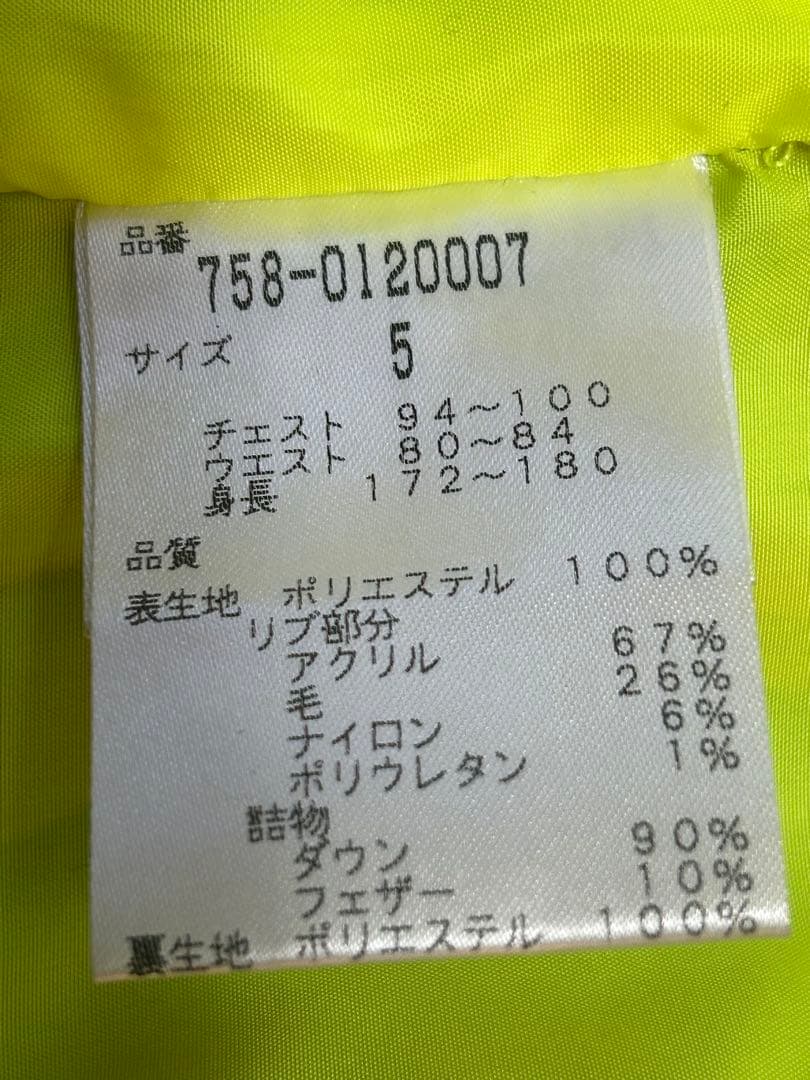 品番
758-0120007
サイズ 5
チェスト 94〜100
ウエスト 80〜84
身長 172〜180
品質
表生地 ポリエステル 100%
リブ部分
アクリル 67%
毛 26%
ナイロン 6%
ポリウレタン 1%
詰物
ダウン 90%
フェザー 10%
裏生地 ポリエステル 100%